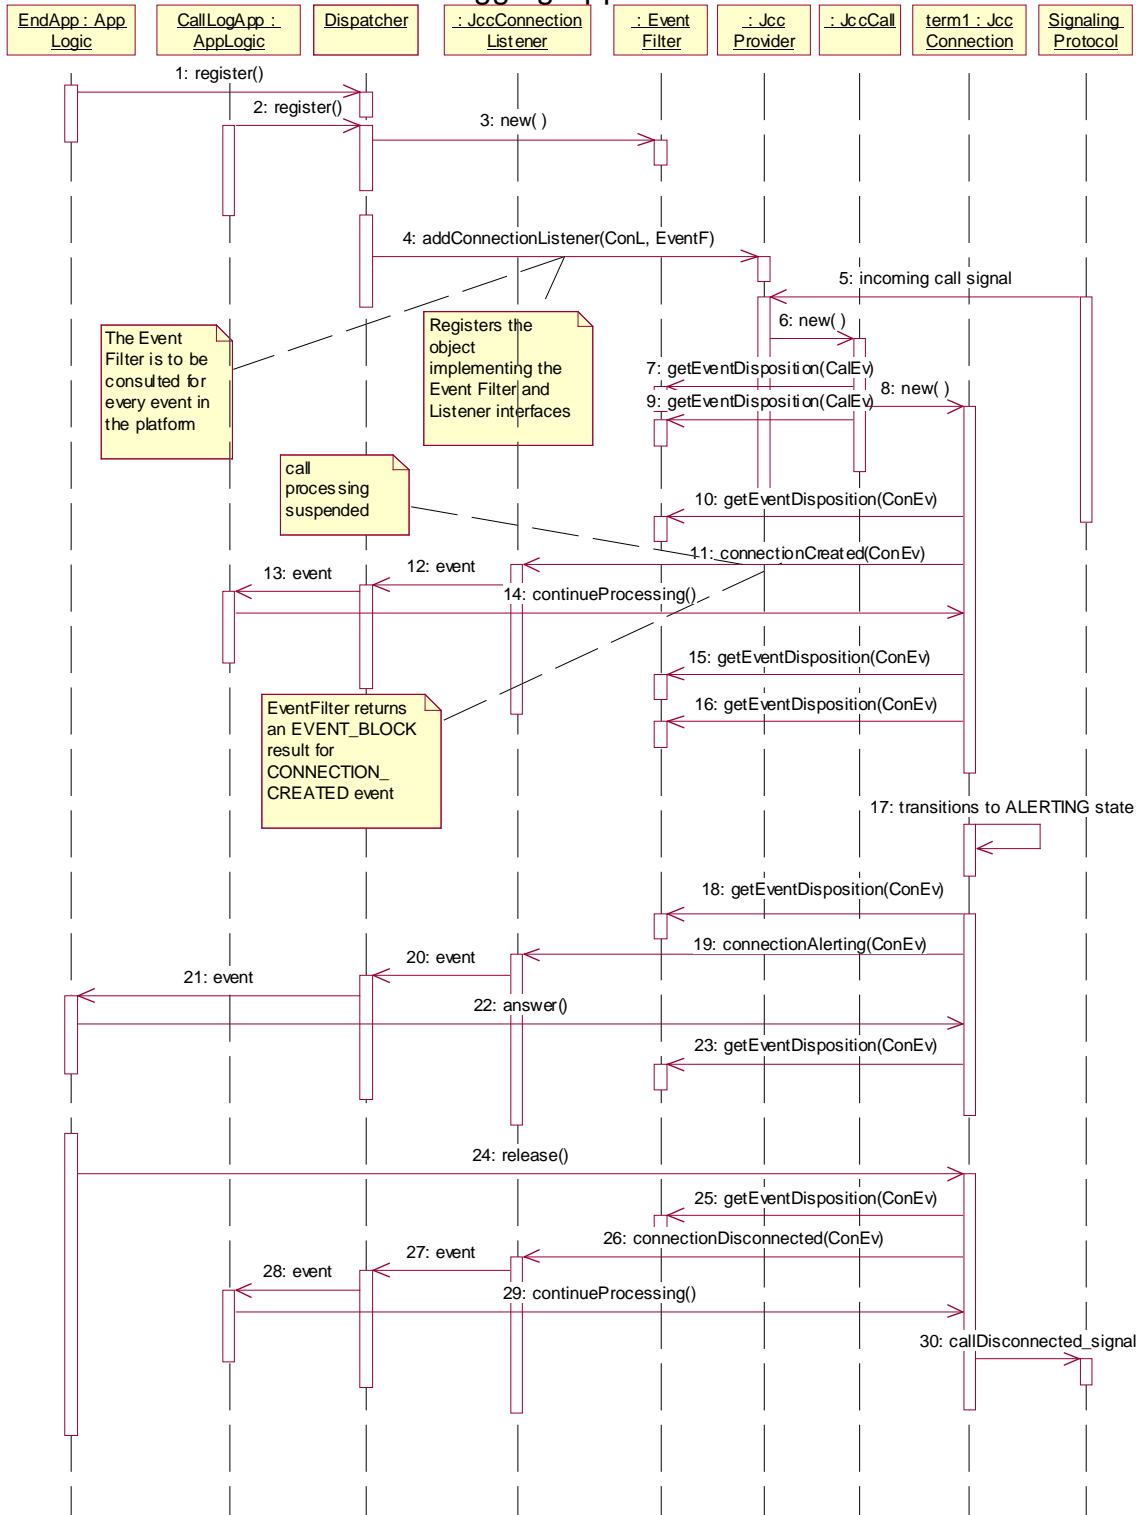 EndApp : App
Logic
CallLogApp :
AppLogic
Dispatcher
: JccConnection
Listener
: Event
Filter
: Jcc
Provider
: JccCall
term1 : Jcc
Connection
Signaling
Protocol
1: register()
2: register()
3: new( )
4: addConnectionListener(ConL, EventF)
5: incoming call signal
6: new( )
The Event
Filter is to be
consulted for
every event in
the platform
Registers the
object
implementing the
Event Filter and
Listener interfaces
7: getEventDisposition(CalEv)
8: new( )
9: getEventDisposition(CalEv)
call
processing
suspended
10: getEventDisposition(ConEv)
11: connectionCreated(ConEv)
12: event
13: event
14: continueProcessing()
15: getEventDisposition(ConEv)
16: getEventDisposition(ConEv)
EventFilter returns
an EVENT_BLOCK
result for
CONNECTION_
CREATED event
17: transitions to ALERTING state
18: getEventDisposition(ConEv)
19: connectionAlerting(ConEv)
20: event
21: event
22: answer()
23: getEventDisposition(ConEv)
24: release()
25: getEventDisposition(ConEv)
26: connectionDisconnected(ConEv)
27: event
28: event
29: continueProcessing()
30: callDisconnected_signal